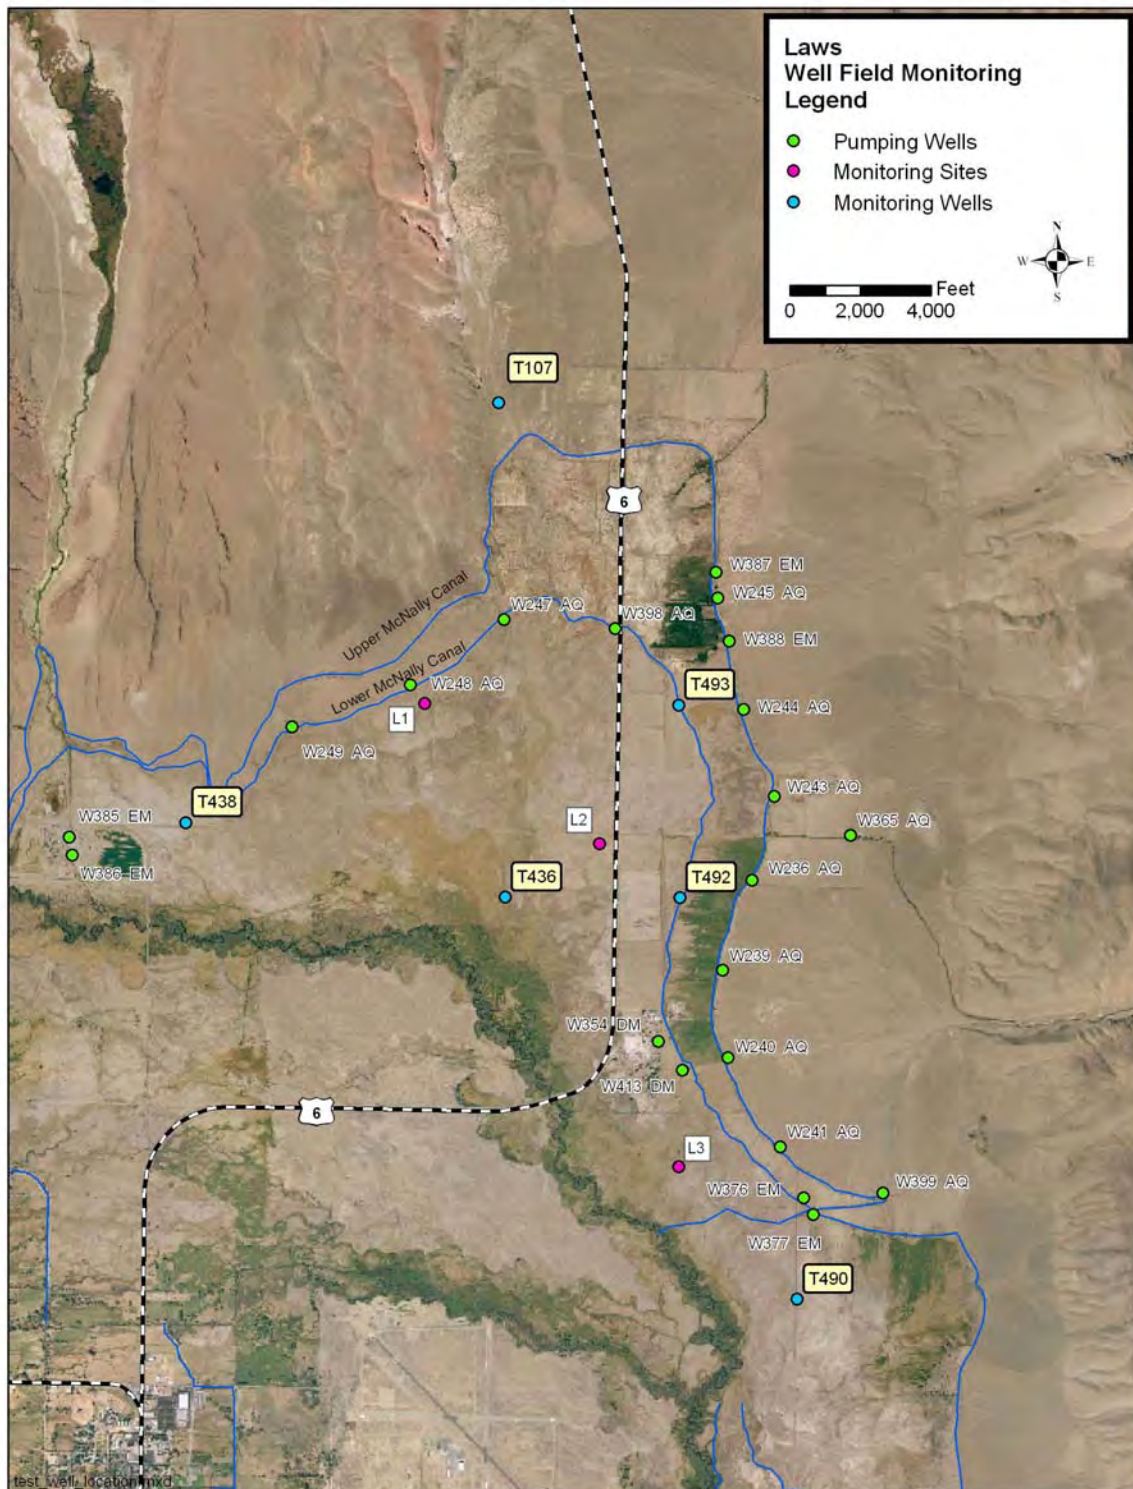 Laws
Well Field Monitoring
Legend
Pumping Wells
Monitoring Sites
Monitoring Wells
N
W E
S
Feet
0 2,000 4,000
T107
6
W387 EM
W245 AQ
Upper McNally Canal
W247 AQ
W398 AQ
W388 EM
Lower McNally Canal
W248 AQ
T493
L1
W244 AQ
W249 AQ
T438
W243 AQ
W385 EM
L2
W365 AQ
W386 EM
T436
T492
W236 AQ
W239 AQ
W354 DM
W240 AQ
W413 DM
6
W241 AQ
L3
W376 EM
W399 AQ
W377 EM
T490
test_well_location.mxd